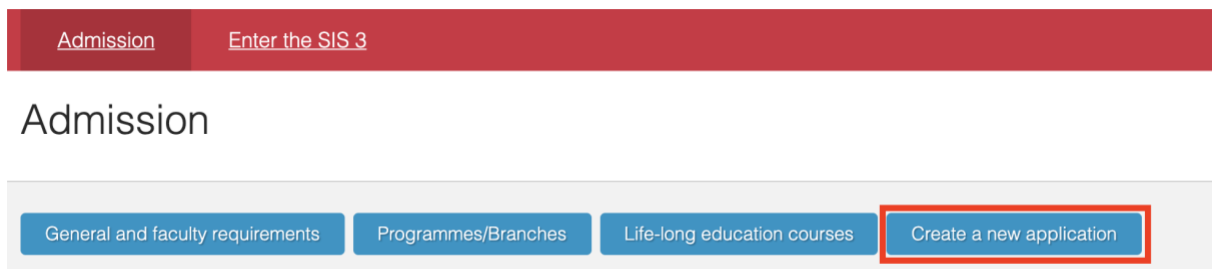 Admission Enter the SIS 3
Admission
General and faculty requirements Programmes/Branches Life-long education courses Create a new application